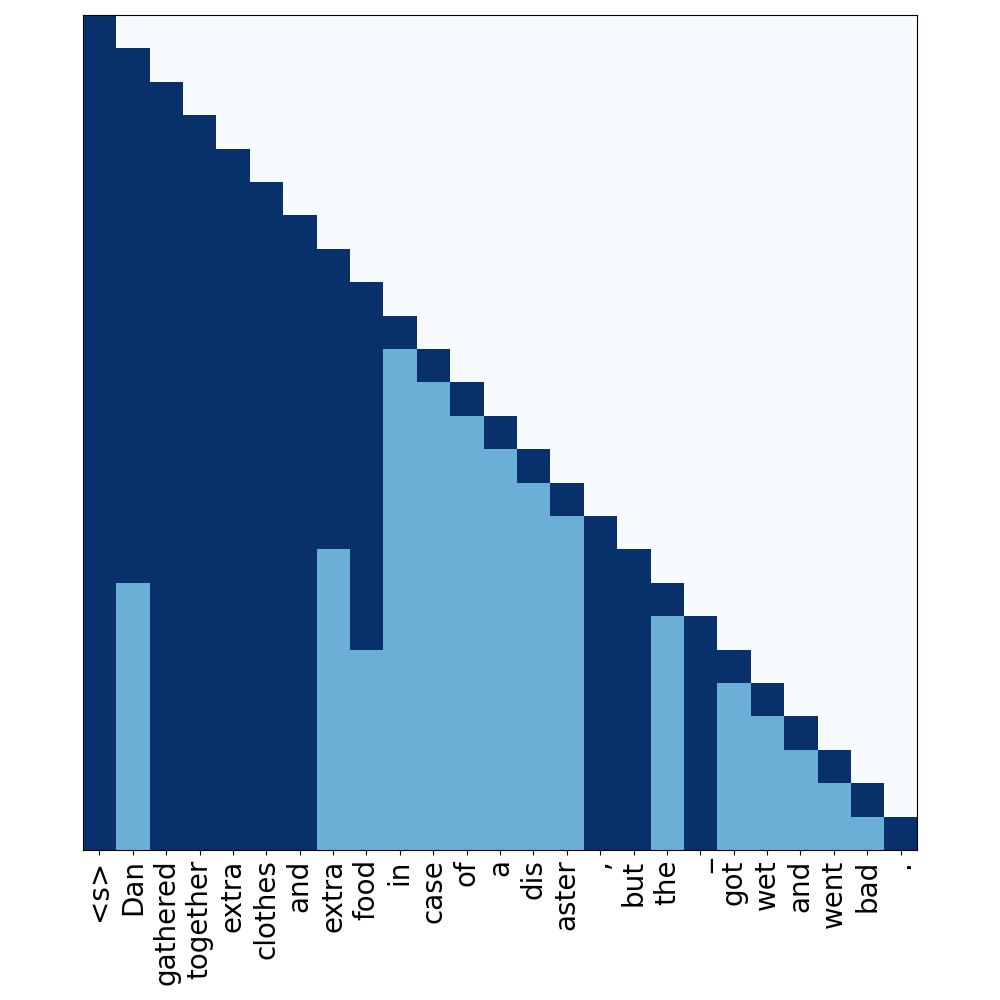 <s> Dan gathered together extra clothes and extra food in case of a dis aster , but the _ got wet and went bad .